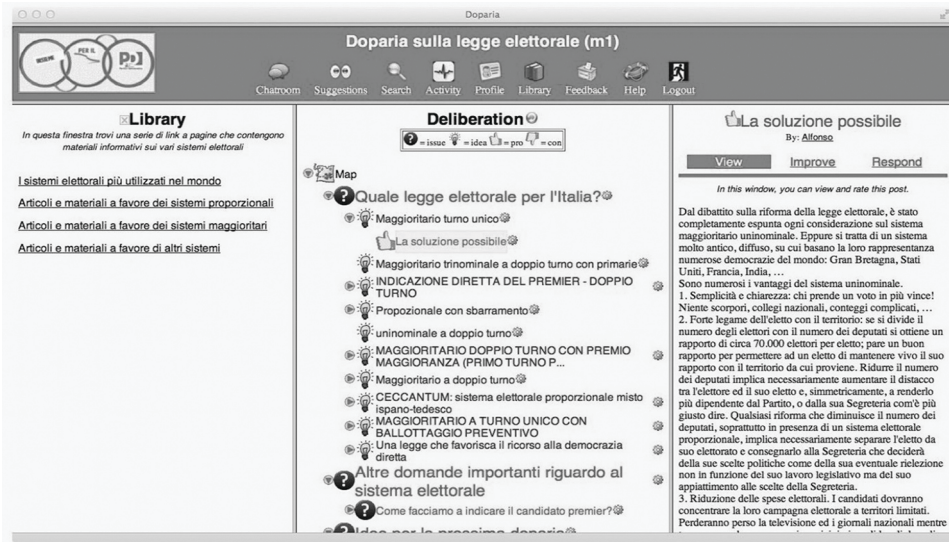 Doparia
INSIEME
PER IL
PD
Doparia sulla legge elettorale (m1)
Chatroom Suggestions Search Activity Profile Library Feedback Help Logout
Library
In questa finestra trovi una serie di link a pagine che contengono
materiali informativi sui vari sistemi elettorali
I sistemi elettorali più utilizzati nel mondo
Articoli e materiali a favore dei sistemi proporzionali
Articoli e materiali a favore dei sistemi maggioritari
Articoli e materiali a favore di altri sistemi
Deliberation
? = issue = idea = pro = con
Map
Quale legge elettorale per l'Italia?
Maggioritario turno unico
La soluzione possibile
Maggioritario trinominale a doppio turno con primarie
INDICAZIONE DIRETTA DEL PREMIER - DOPPIO
TURNO
Propozionale con sbarramento
uninominale a doppio turno
MAGGIORITARIO DOPPIO TURNO CON PREMIO
MAGGIORANZA (PRIMO TURNO P...
Maggioritario a doppio turno
CECCANTUM: sistema elettorale proporzionale misto
ispano-tedesco
MAGGIORITARIO A TURNO UNICO CON
BALLOTTAGGIO PREVENTIVO
Una legge che favorisca il ricorso alla democrazia
diretta
Altre domande importanti riguardo al
sistema elettorale
Come facciamo a indicare il candidato premier?
Idee per la prossima doparia
La soluzione possibile
By: Alfonso
View Improve Respond
In this window, you can view and rate this post.
Dal dibattito sulla riforma della legge elettorale, è stato
completamente espunta ogni considerazione sul sistema
maggioritario uninominale. Eppure si tratta di un sistema
molto antico, diffuso, su cui basano la loro rappresentanza
numerose democrazie del mondo: Gran Bretagna, Stati
Uniti, Francia, India, …
Sono numerosi i vantaggi del sistema uninominale.
1. Semplicità e chiarezza: chi prende un voto in più vince!
Niente scorpori, collegi nazionali, conteggi complicati, …
2. Forte legame dell'eletto con il territorio: se si divide il
numero degli elettori con il numero dei deputati si ottiene un
rapporto di circa 70.000 elettori per eletto; pare un buon
rapporto per permettere ad un eletto di mantenere vivo il suo
rapporto con il territorio da cui proviene. Ridurre il numero
dei deputati implica necessariamente aumentare il distacco
tra l'elettore ed il suo eletto e, simmetricamente, a renderlo
più dipendente dal Partito, o dalla sua Segreteria com'è più
giusto dire. Qualsiasi riforma che diminuisce il numero dei
deputati, soprattutto in presenza di un sistema elettorale
proporzionale, implica necessariamente separare l'eletto da
suo elettorato e consegnarlo alla Segreteria che deciderà
della sue scelte politiche come della sua eventuale rielezione
non in funzione del suo lavoro legislativo ma del suo
appiattimento alle scelte della Segreteria.
3. Riduzione delle spese elettorali. I candidati dovranno
concentrare la loro campagna elettorale a territori limitati.
Perderanno perso la televisione ed i giornali nazionali mentre